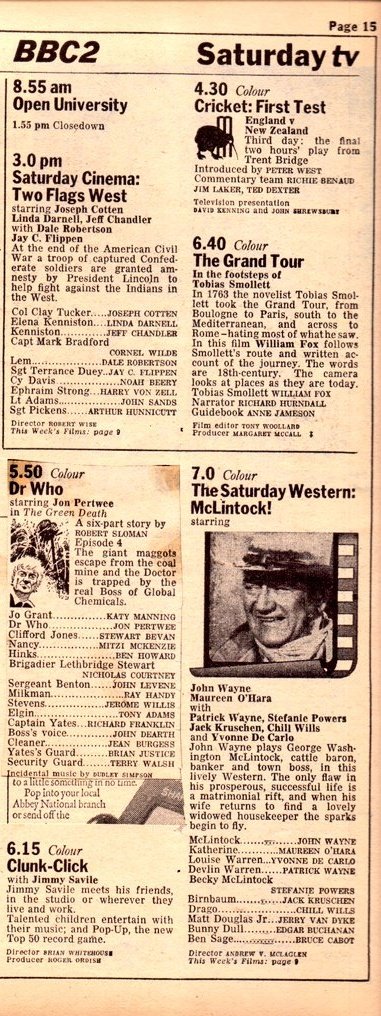 Page 15
BBC2 Saturday tv
8.55 am
Open University
1.55 pm Closedown
3.0 pm
Saturday Cinema:
Two Flags West
starring Joseph Cotten
Linda Darnell, Jeff Chandler
with Dale Robertson
Jay C. Flippen
At the end of the American Civil
War a troop of captured Confed-
erate soldiers are granted am-
nesty by President Lincoln to
help fight against the Indians in
the West.
Col Clay Tucker.....JOSEPH COTTEN
Elena Kenniston....LINDA DARNELL
Kenniston..............JEFF CHANDLER
Capt Mark Bradford
CORNEL WILDE
Lem...................DALE ROBERTSON
Sgt Terrance Duey..JAY C. FLIPPEN
Cy Davis..................NOAH BEERY
Ephraim Strong...HARRY VON ZELL
Lt Adams..................JOHN SANDS
Sgt Pickens......ARTHUR HUNNICUTT
Director ROBERT WISE
This Week's Films: page 9
5.50 Colour
Dr Who
starring Jon Pertwee
in The Green Death
A six-part story by
ROBERT SLOMAN
Episode 4
The giant maggots
escape from the coal
mine and the Doctor
is trapped by the
real Boss of Global
Chemicals.
Jo Grant...............KATY MANNING
Dr Who..................JON PERTWEE
Clifford Jones.....STEWART BEVAN
Nancy................MITZI MCKENZIE
Hinks.....................BEN HOWARD
Brigadier Lethbridge Stewart
NICHOLAS COURTNEY
Sergeant Benton......JOHN LEVENE
Milkman....................RAY HANDY
Stevens................JEROME WILLIS
Elgin........................TONY ADAMS
Captain Yates...RICHARD FRANKLIN
Boss's voice............JOHN DEARTH
Cleaner..................JEAN BURGESS
Yates's Guard.........BRIAN JUSTICE
Security Guard......TERRY WALSH
Incidental music by DUDLEY SIMPSON
to a little something in no time.
Pop into your local
Abbey National branch
or send off the
6.15 Colour
Clunk-Click
with Jimmy Savile
Jimmy Savile meets his friends,
in the studio or wherever they
live and work.
Talented children entertain with
their music; and Pop-Up, the new
Top 50 record game.
Director BRIAN WHITEHOUSE
Producer ROGER ORDISH
4.30 Colour
Cricket: First Test
England v
New Zealand
Third day: the final
two hours' play from
Trent Bridge
Introduced by PETER WEST
Commentary team RICHIE BENAUD
JIM LAKER, TED DEXTER
Television presentation
DAVID KENNING and JOHN SHREWSBURY
6.40 Colour
The Grand Tour
In the footsteps of
Tobias Smollett
In 1763 the novelist Tobias Smol-
lett took the Grand Tour, from
Boulogne to Paris, south to the
Mediterranean, and across to
Rome–hating most of what he saw.
In this film William Fox follows
Smollett's route and written ac-
count of the journey. The words
are 18th-century. The camera
looks at places as they are today.
Tobias Smollett WILLIAM FOX
Narrator RICHARD HURNDALL
Guidebook ANNE JAMESON
Film editor TONY WOOLLARD
Producer MARGARET MCCALL
7.0 Colour
The Saturday Western:
McLintock!
starring
John Wayne
Maureen O'Hara
with
Patrick Wayne, Stefanie Powers
Jack Kruschen, Chill Wills
and Yvonne De Carlo
John Wayne plays George Wash-
ington McLintock, cattle baron,
banker and town boss, in this
lively Western. The only flaw in
his prosperous, successful life is
a matrimonial rift, and when his
wife returns to find a lovely
widowed housekeeper the sparks
begin to fly.
McLintock...............JOHN WAYNE
Katherine.........MAUREEN O'HARA
Louise Warren...YVONNE DE CARLO
Devlin Warren......PATRICK WAYNE
Becky McLintock
STEFANIE POWERS
Birnbaum............JACK KRUSCHEN
Drago......................CHILL WILLS
Matt Douglas Jr...JERRY VAN DYKE
Bunny Dull.......EDGAR BUCHANAN
Ben Sage................BRUCE CABOT
Director ANDREW V. MCLAGLEN
This Week's Films: page 9